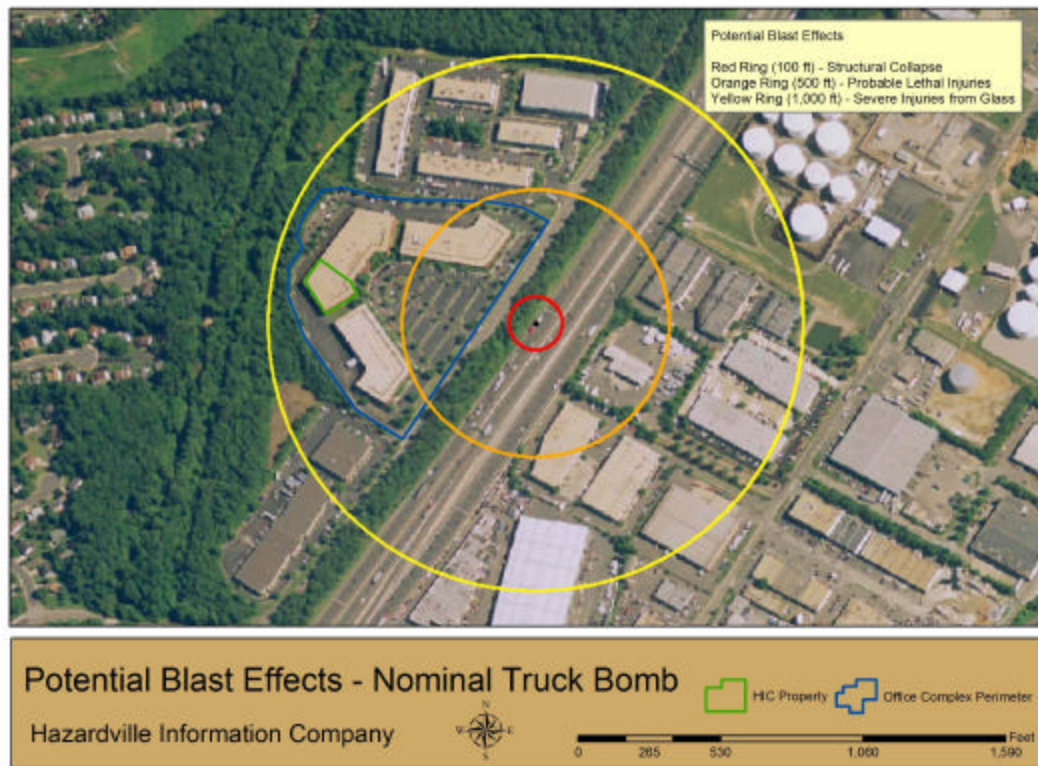 Potential Blast Effects
Red Ring (100 ft) - Structural Collapse
Orange Ring (500 ft) - Probable Lethal Injuries
Yellow Ring (1,000 ft) - Severe Injuries from Glass
Potential Blast Effects - Nominal Truck Bomb
HIC Property
Office Complex Perimeter
Hazardville Information Company
N
W
E
S
Feet
0 265 530 1,060 1,590